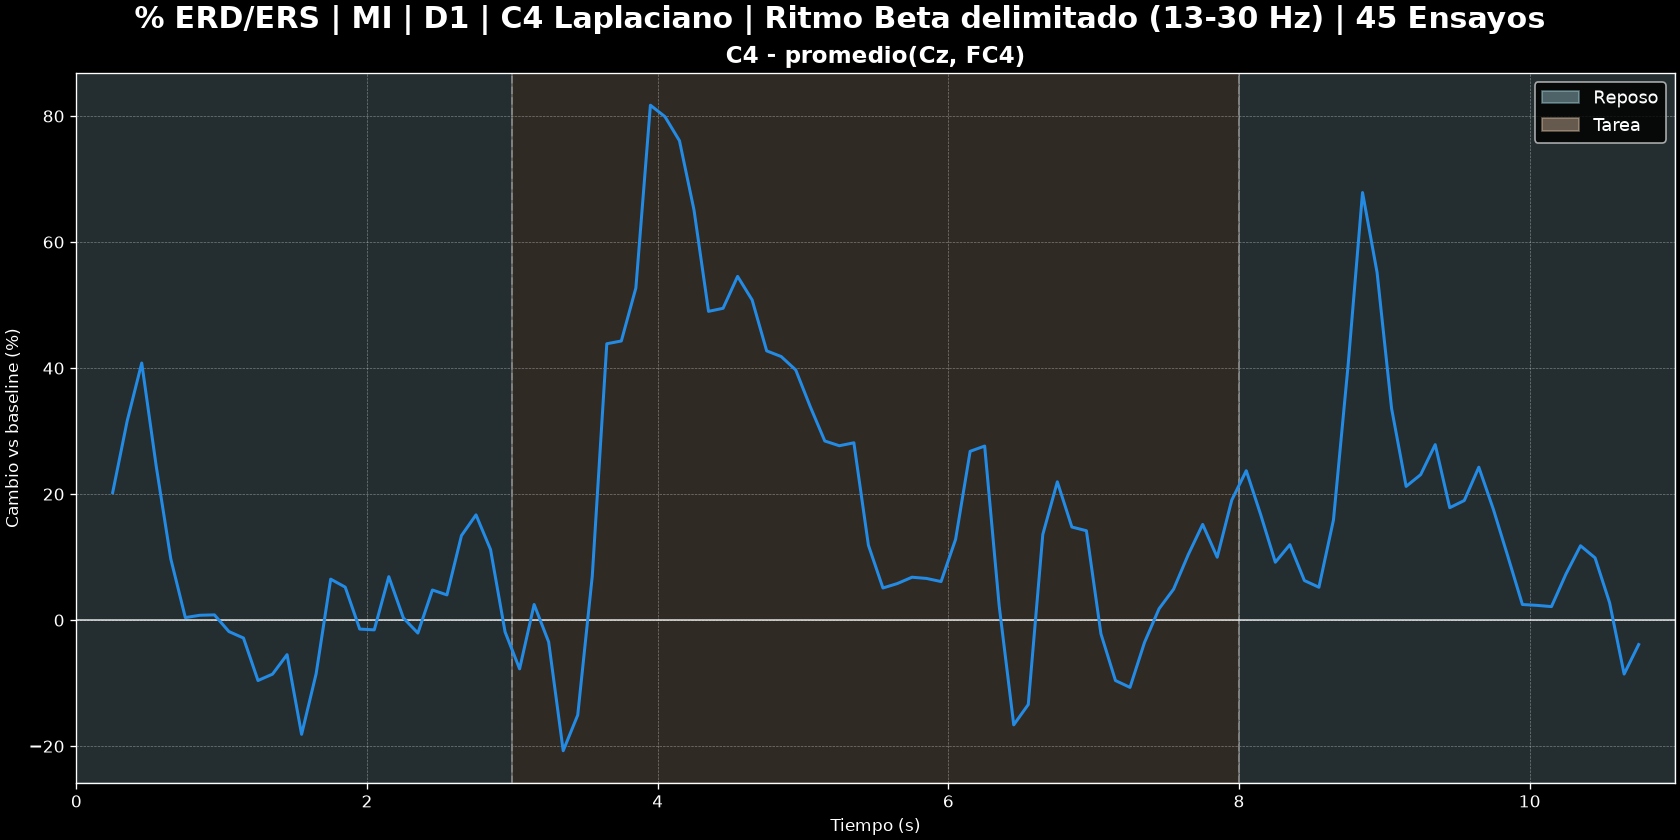 % ERD/ERS | MI | D1 | C4 Laplaciano | Ritmo Beta delimitado (13-30 Hz) | 45 Ensayos
C4 - promedio(Cz, FC4)
Reposo
Tarea
Cambio vs baseline (%)
80
60
40
20
0
−20
0 2 4 6 8 10
Tiempo (s)